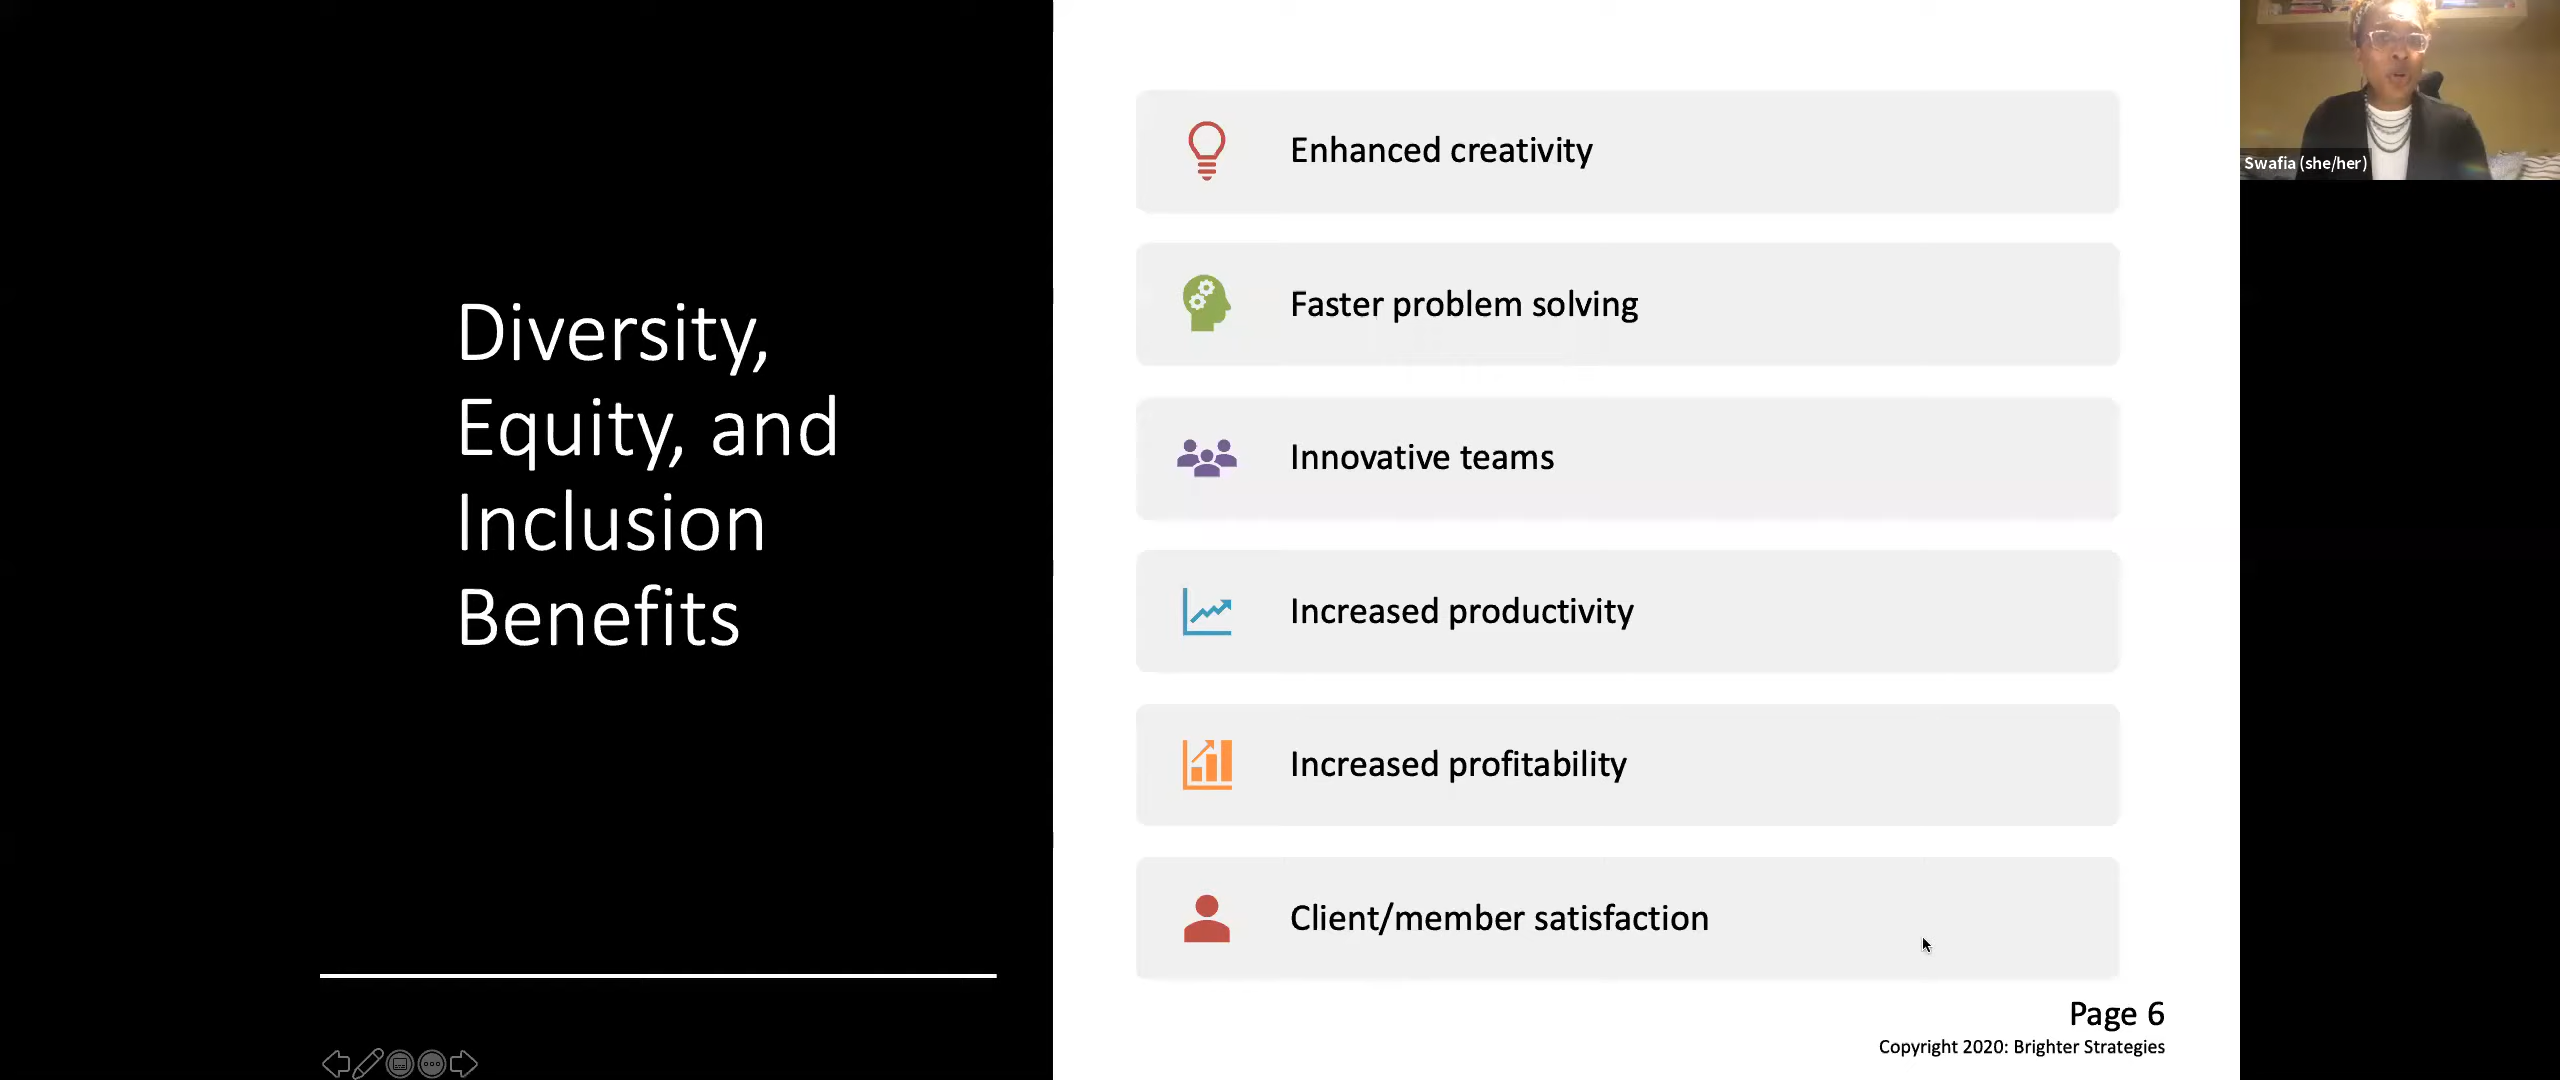 Diversity,
Equity, and
Inclusion
Benefits
Enhanced creativity
Faster problem solving
Innovative teams
Increased productivity
Increased profitability
Client/member satisfaction
Page 6
Copyright 2020: Brighter Strategies
Swafia (she/her)